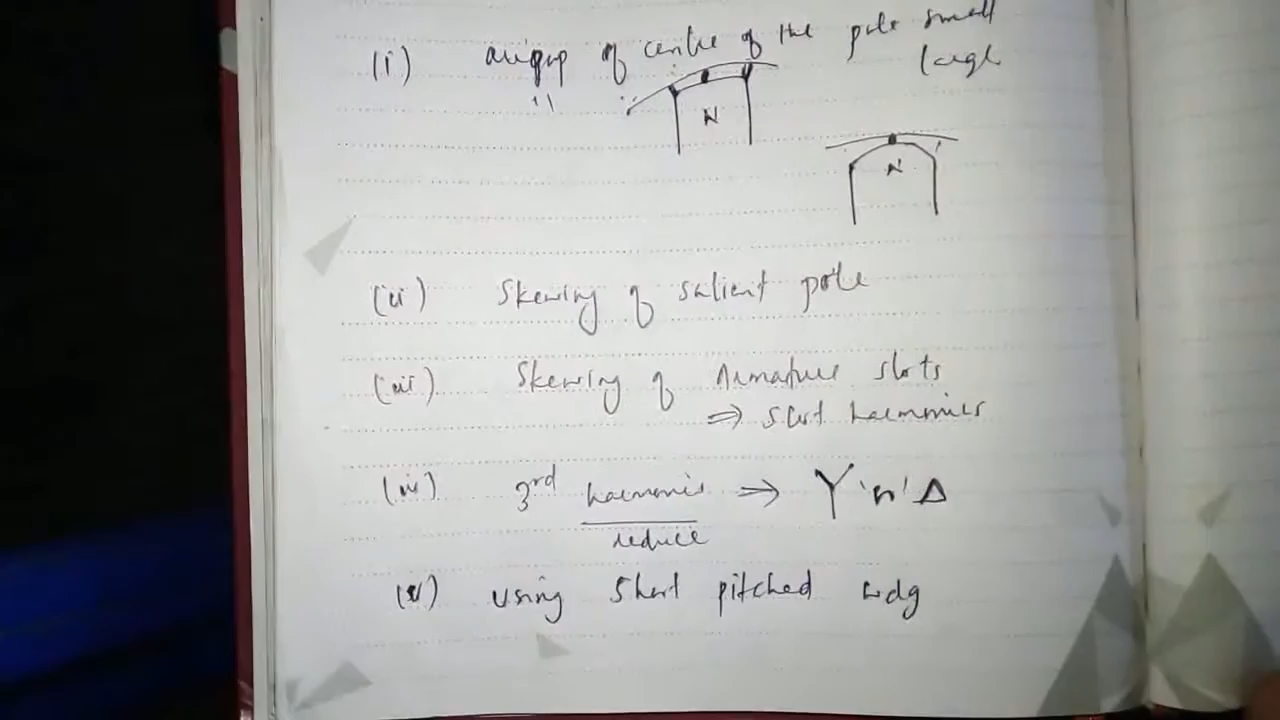 (i) airgap of centre of the pole small
" large
N
N
(ii) Skewing of salient pole
(iii) Skewing of Armature slots
⇒ slot harmonics
(iv) 3rd harmonic ⇒ Y 'n' Δ
reduce
(v) using short pitched wdg